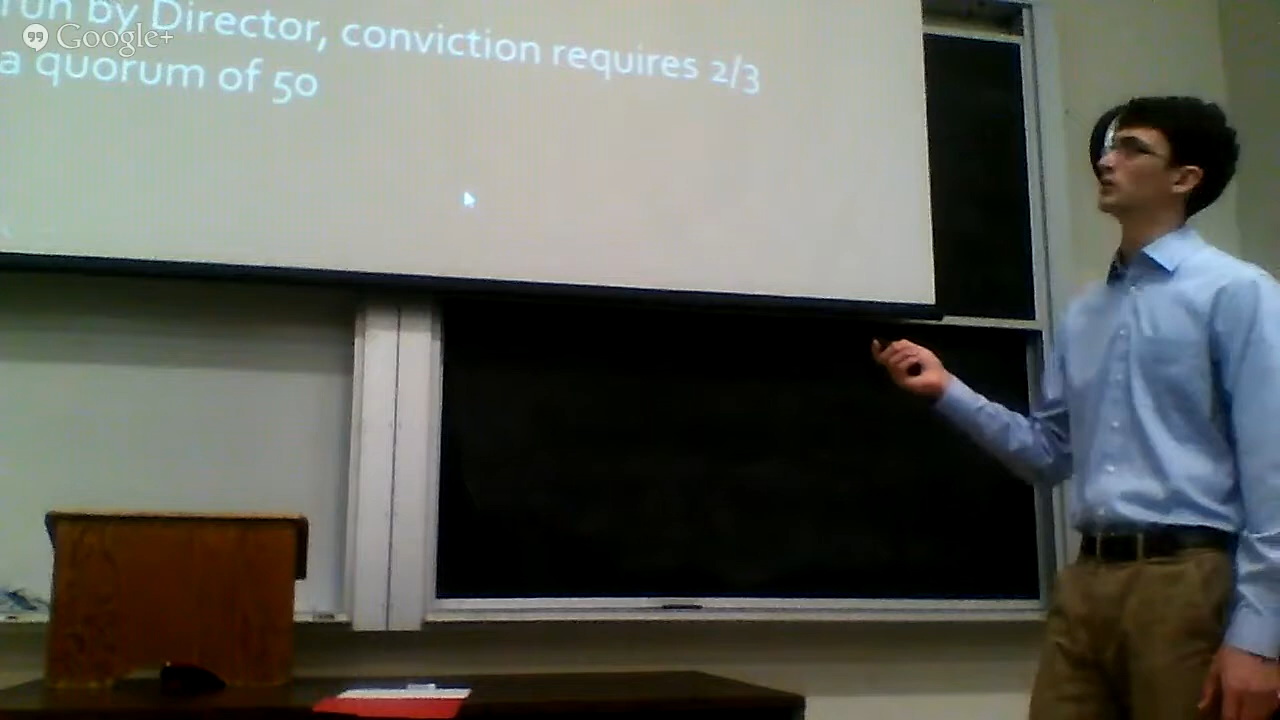 run by Director, conviction requires 2/3
Google+
a quorum of 50